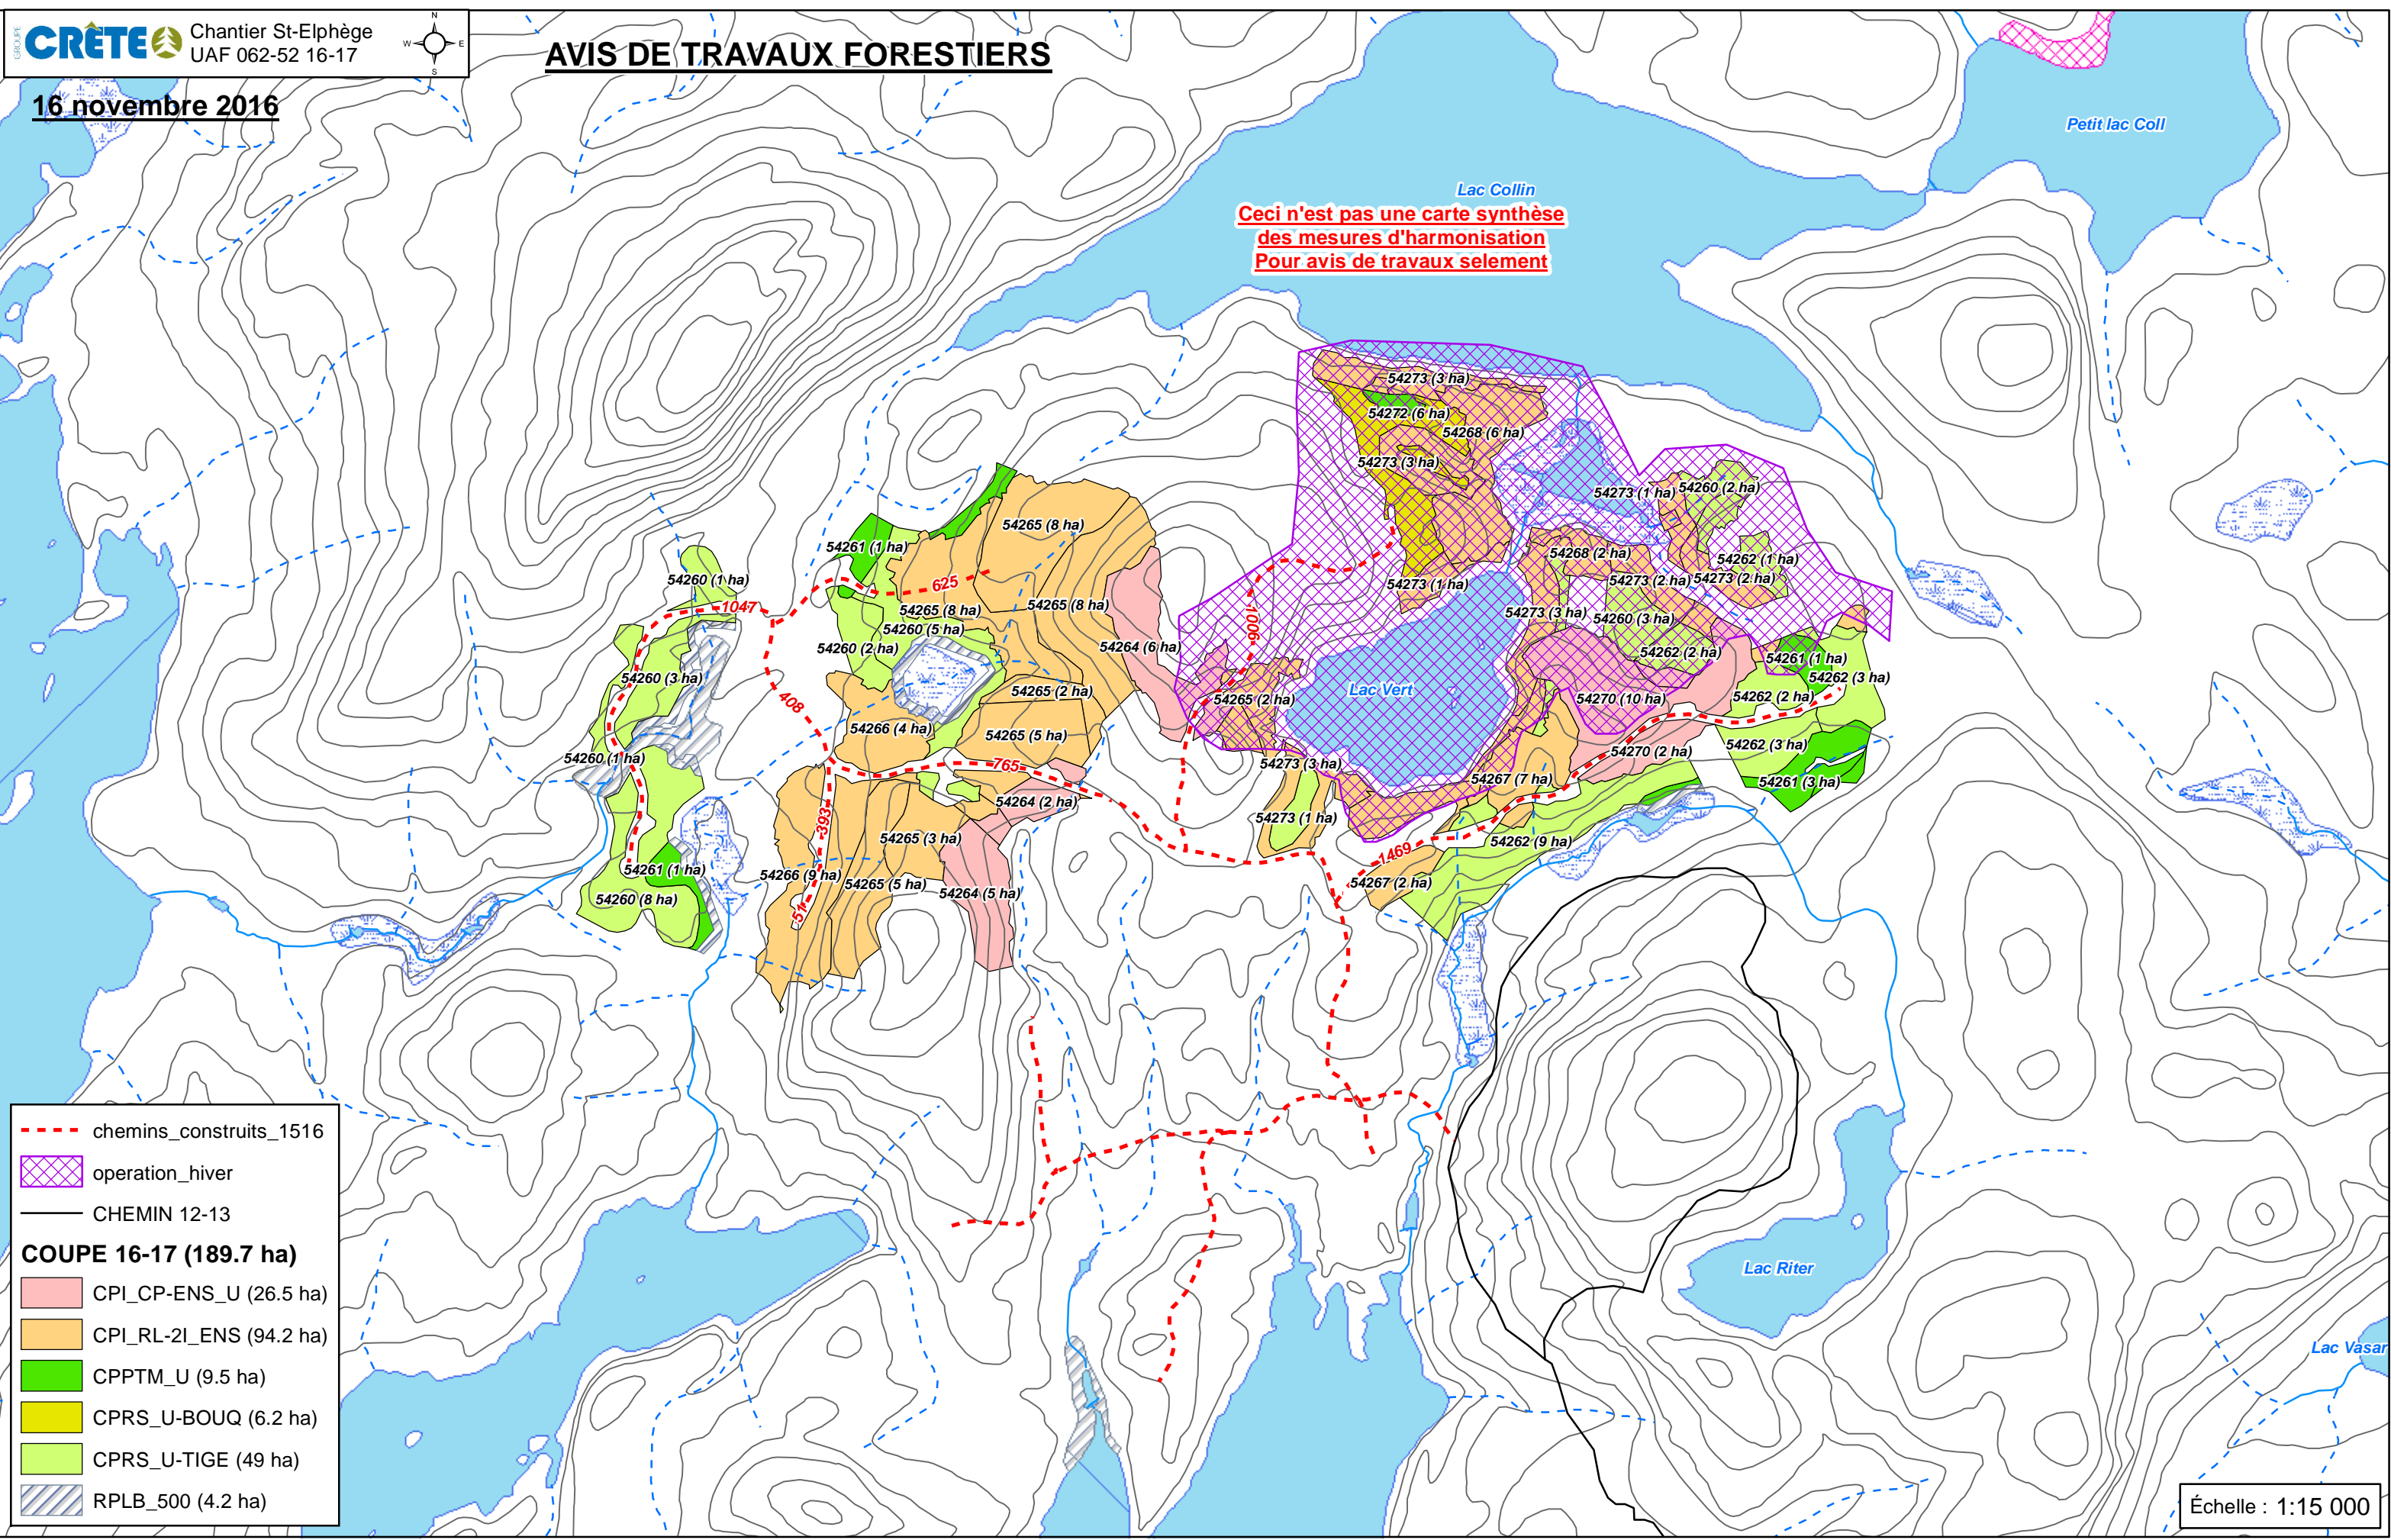 GROUPE
CRÊTE
Chantier St-Elphège
UAF 062-52 16-17
N
W E
S
AVIS DE TRAVAUX FORESTIERS
16 novembre 2016
Petit lac Coll
Lac Collin
Ceci n'est pas une carte synthèse
des mesures d'harmonisation
Pour avis de travaux selement
54273 (3 ha)
54272 (6 ha)
54268 (6 ha)
54273 (3 ha)
54273 (1 ha)
54260 (2 ha)
54265 (8 ha)
54261 (1 ha)
54268 (2 ha)
54262 (1 ha)
54260 (1 ha)
625
54273 (1 ha)
54273 (2 ha)
54273 (2 ha)
1047
54265 (8 ha)
54265 (8 ha)
54273 (3 ha)
54260 (3 ha)
1006
54260 (5 ha)
54260 (2 ha)
54264 (6 ha)
54262 (2 ha)
54261 (1 ha)
54260 (3 ha)
54262 (3 ha)
54265 (2 ha)
Lac Vert
54265 (2 ha)
54270 (10 ha)
54262 (2 ha)
408
54266 (4 ha)
54265 (5 ha)
54262 (3 ha)
54270 (2 ha)
54260 (1 ha)
765
54273 (3 ha)
54267 (7 ha)
54261 (3 ha)
54264 (2 ha)
393
54273 (1 ha)
54265 (3 ha)
54262 (9 ha)
1469
54261 (1 ha)
54266 (9 ha)
54265 (5 ha)
54264 (5 ha)
54267 (2 ha)
54260 (8 ha)
51
Lac Riter
Lac Vasar
chemins_construits_1516
operation_hiver
CHEMIN 12-13
COUPE 16-17 (189.7 ha)
CPI_CP-ENS_U (26.5 ha)
CPI_RL-2I_ENS (94.2 ha)
CPPTM_U (9.5 ha)
CPRS_U-BOUQ (6.2 ha)
CPRS_U-TIGE (49 ha)
RPLB_500 (4.2 ha)
Échelle : 1:15 000